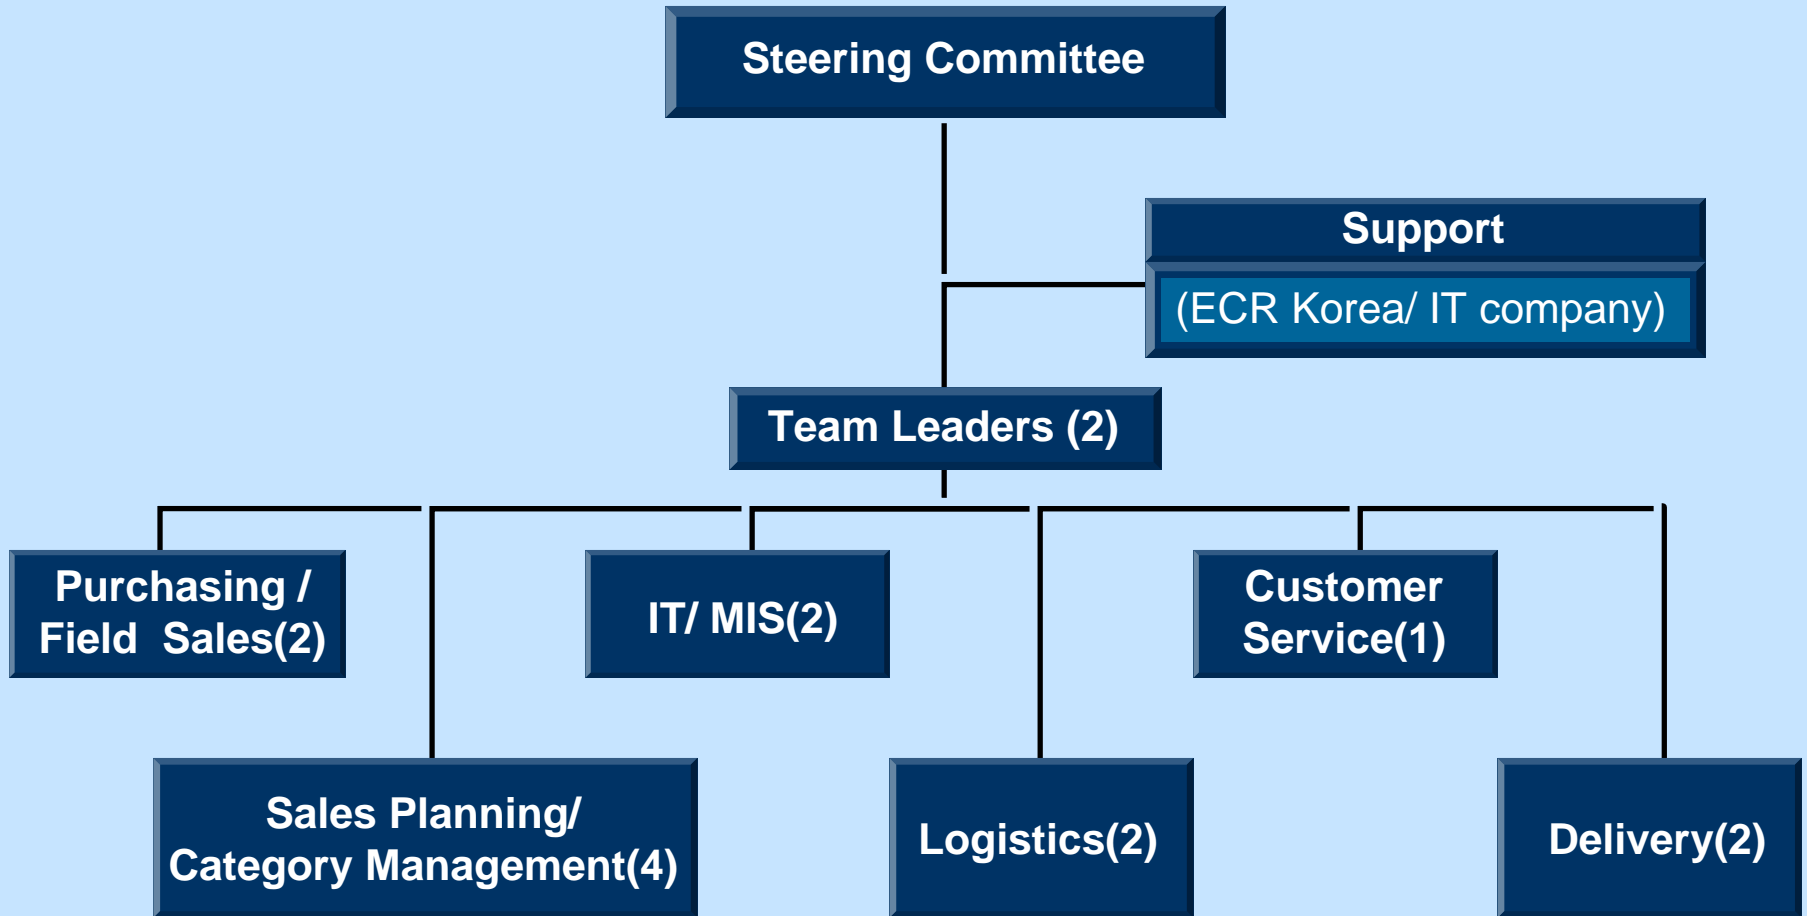 Steering Committee
Support
(ECR Korea/ IT company)
Team Leaders (2)
Purchasing /
Field Sales(2)
IT/ MIS(2)
Customer
Service(1)
Sales Planning/
Category Management(4)
Logistics(2)
Delivery(2)